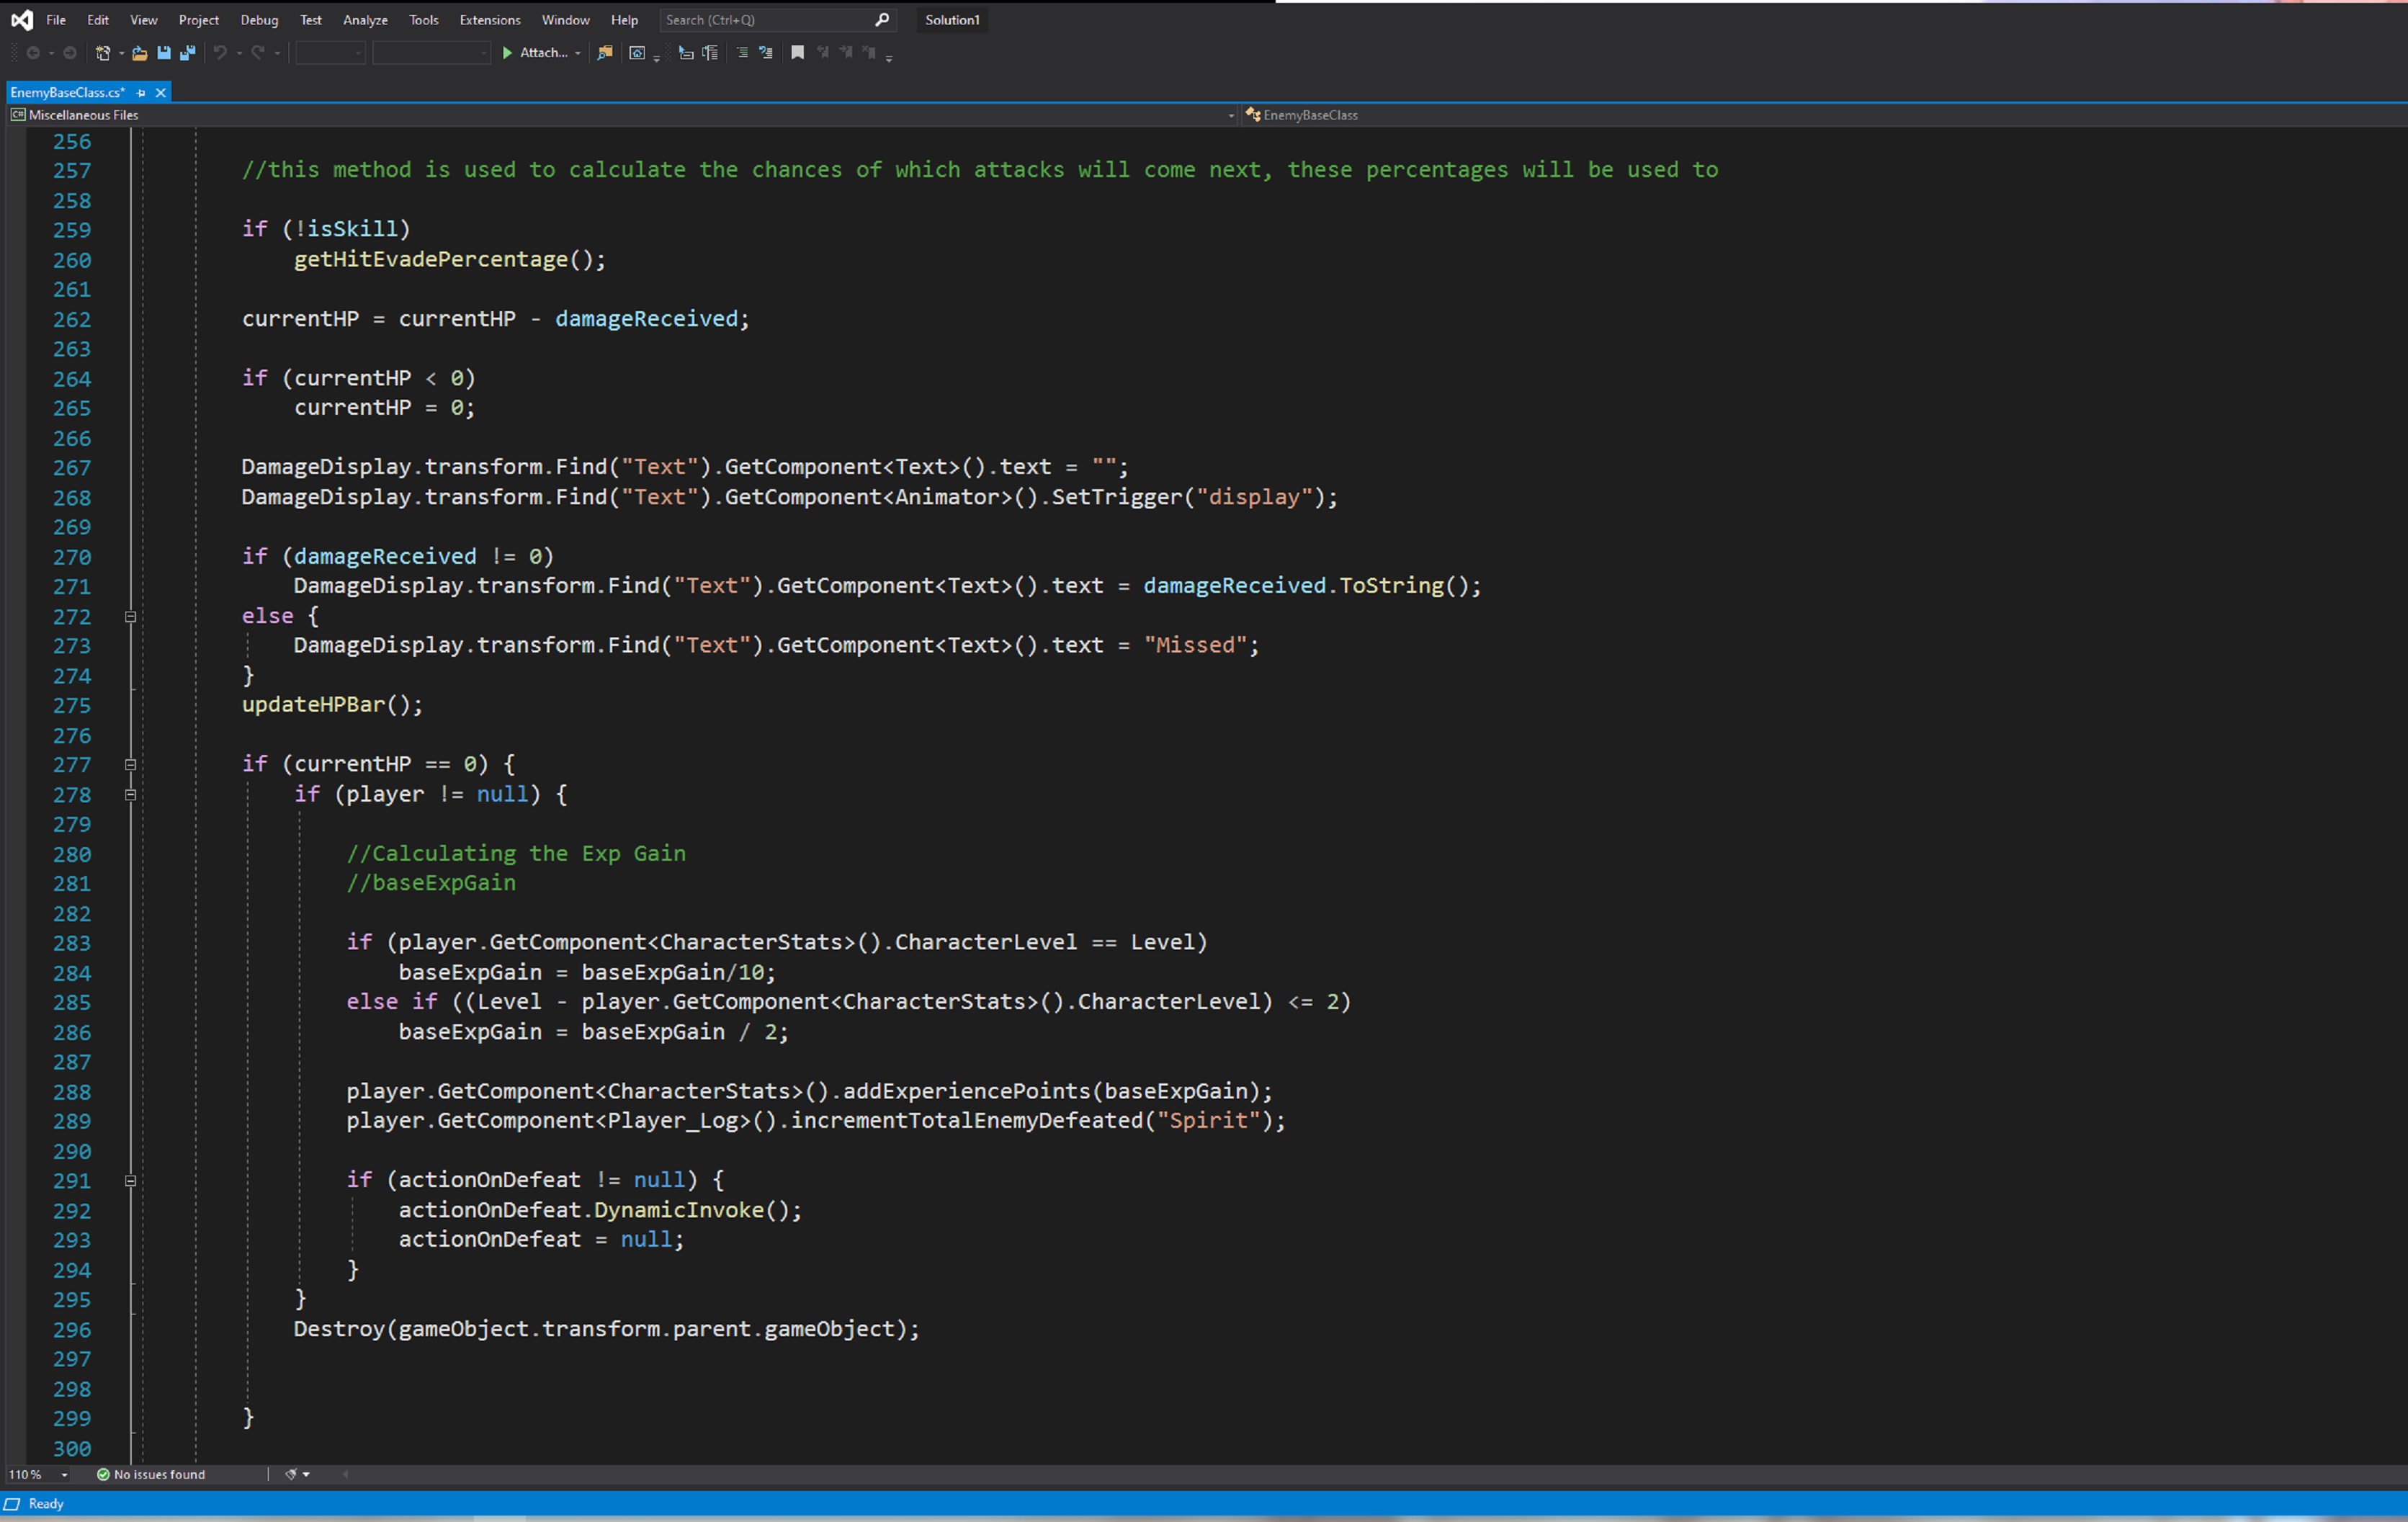 File Edit View Project Debug Test Analyze Tools Extensions Window Help Search (Ctrl+Q) Solution1
Attach...
EnemyBaseClass.cs*
C# Miscellaneous Files EnemyBaseClass
256
257 //this method is used to calculate the chances of which attacks will come next, these percentages will be used to
258
259 if (!isSkill)
260 getHitEvadePercentage();
261
262 currentHP = currentHP - damageReceived;
263
264 if (currentHP < 0)
265 currentHP = 0;
266
267 DamageDisplay.transform.Find("Text").GetComponent<Text>().text = "";
268 DamageDisplay.transform.Find("Text").GetComponent<Animator>().SetTrigger("display");
269
270 if (damageReceived != 0)
271 DamageDisplay.transform.Find("Text").GetComponent<Text>().text = damageReceived.ToString();
272 else {
273 DamageDisplay.transform.Find("Text").GetComponent<Text>().text = "Missed";
274 }
275 updateHPBar();
276
277 if (currentHP == 0) {
278 if (player != null) {
279
280 //Calculating the Exp Gain
281 //baseExpGain
282
283 if (player.GetComponent<CharacterStats>().CharacterLevel == Level)
284 baseExpGain = baseExpGain/10;
285 else if ((Level - player.GetComponent<CharacterStats>().CharacterLevel) <= 2)
286 baseExpGain = baseExpGain / 2;
287
288 player.GetComponent<CharacterStats>().addExperiencePoints(baseExpGain);
289 player.GetComponent<Player_Log>().incrementTotalEnemyDefeated("Spirit");
290
291 if (actionOnDefeat != null) {
292 actionOnDefeat.DynamicInvoke();
293 actionOnDefeat = null;
294 }
295 }
296 Destroy(gameObject.transform.parent.gameObject);
297
298
299 }
300
110 % No issues found
Ready